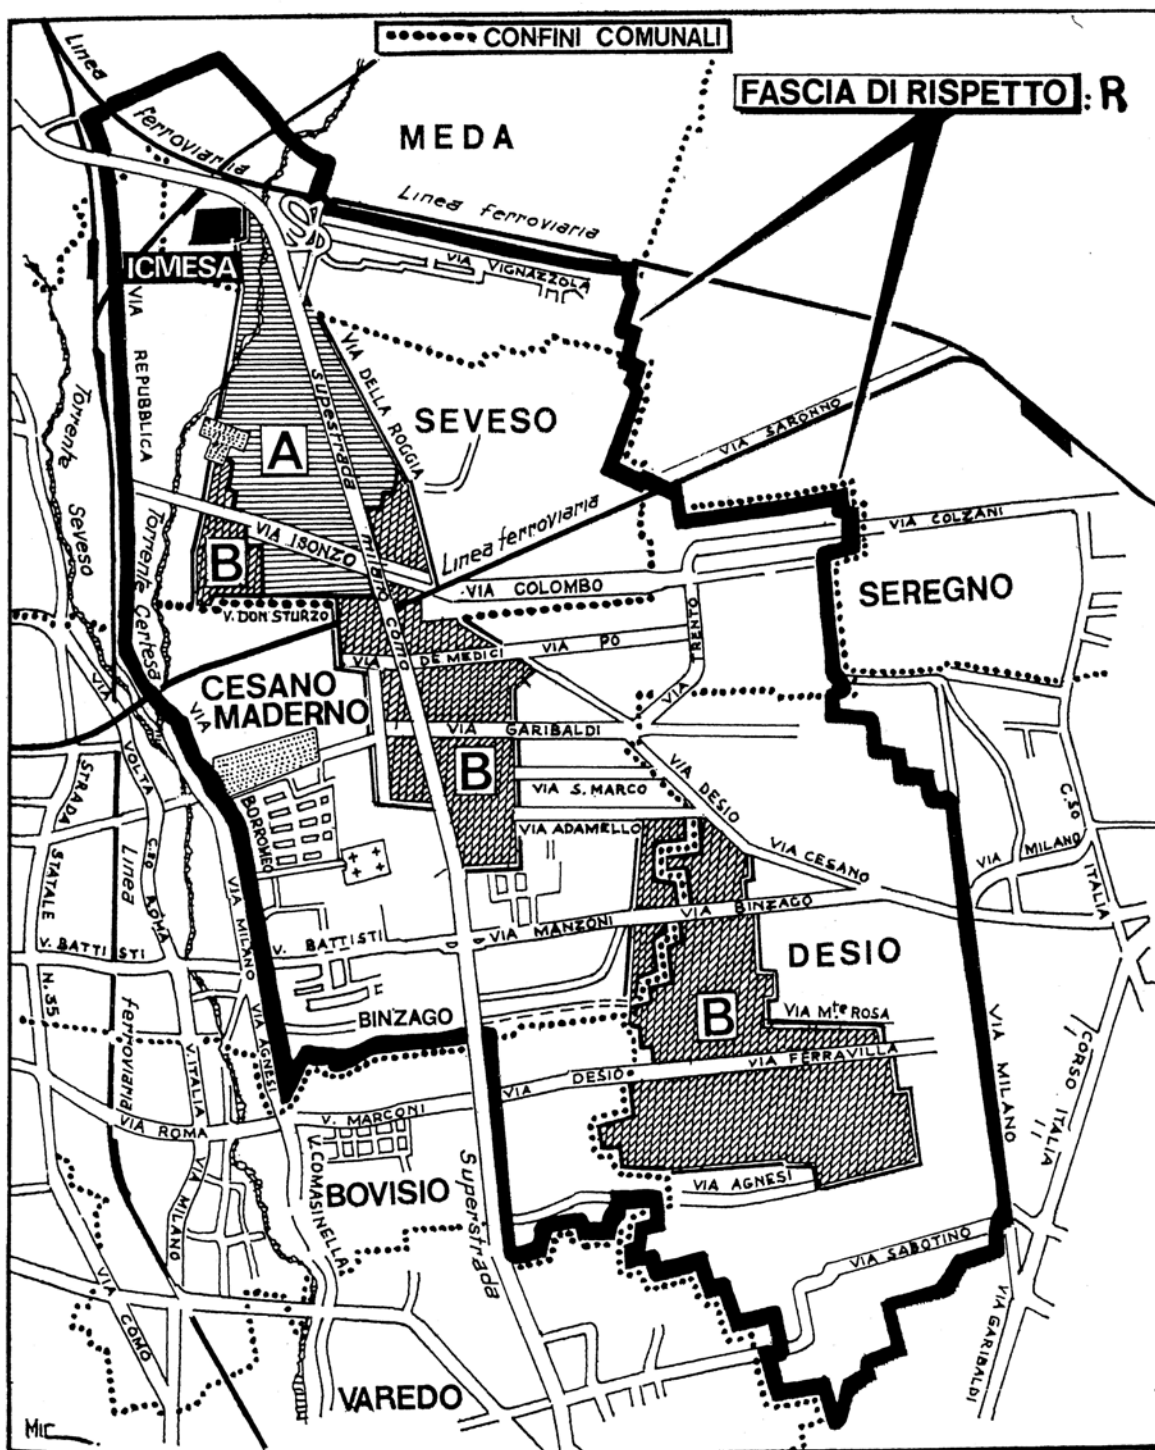 CONFINI COMUNALI
FASCIA DI RISPETTO : R
Linea
ferroviaria
MEDA
Linea ferroviaria
VIA VIGNAZZOLA
ICMESA
VIA REPUBBLICA
Torrente Seveso
Torrente Certesa
VIA DELLA ROGGIA
SEVESO
A
superstrada milano como
VIA SARONNO
Linea ferroviaria
VIA COLZANI
VIA ISONZO
B
VIA COLOMBO
SEREGNO
V. DON STURZO
VIA DE MEDICI
VIA PO
VIA TRENTO
CESANO
MADERNO
VIA BORROMEO
VIA GARIBALDI
B
VIA S. MARCO
VIA DESIO
VIA ADAMELLO
VIA CESANO
VIA MILANO
C.SO ITALIA
VIA VOLTA
STRADA STATALE N. 35
Linea ferroviaria
C.SO ROMA
VIA MILANO
V. BATTISTI
V. BATTISTI
VIA MANZONI
VIA BINZAGO
DESIO
B
BINZAGO
VIA Mte ROSA
VIA FERRAVILLA
VIA DESIO
VIA MILANO
CORSO ITALIA
VIA AGNESI
V. ITALIA
VIA ROMA
V. MARCONI
VIA MILANO
V. COMASINELLA
BOVISIO
Superstrada
VIA AGNESI
VIA SABOTINO
VIA GARIBALDI
VIA COMO
VAREDO
Mir